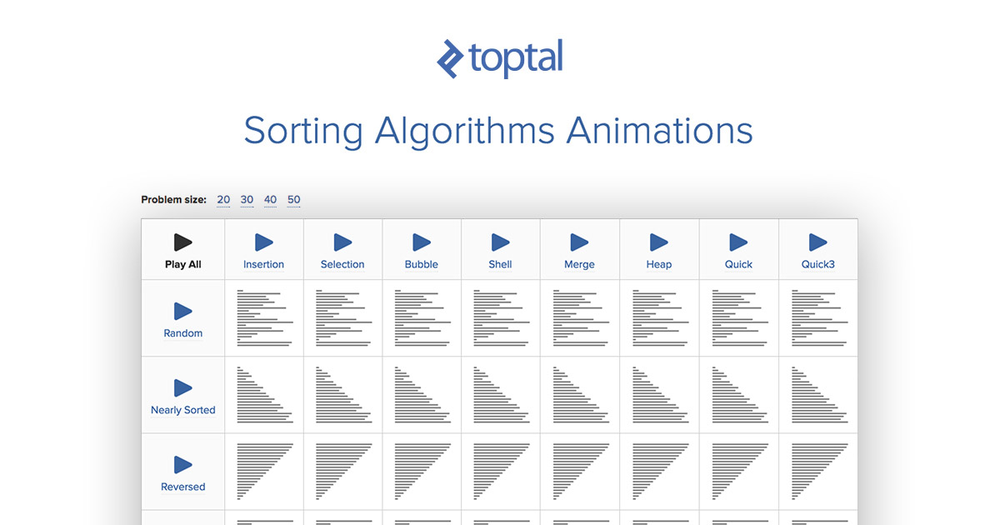 toptal
Sorting Algorithms Animations
Problem size: 20 30 40 50
Play All Insertion Selection Bubble Shell Merge Heap Quick Quick3
Random
Nearly Sorted
Reversed